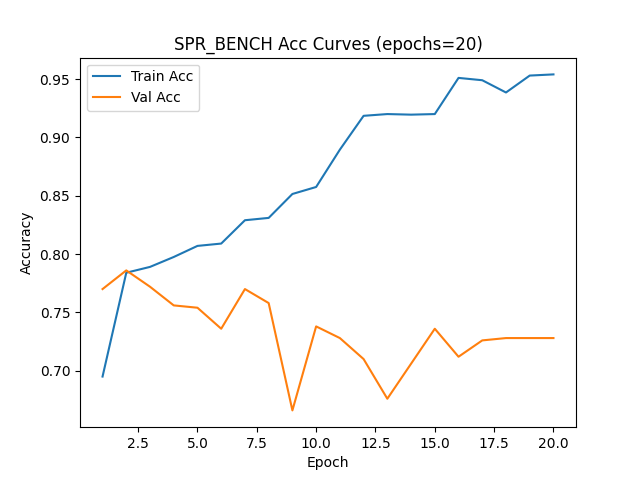 SPR_BENCH Acc Curves (epochs=20)
Train Acc
Val Acc
0.95
0.90
0.85
0.80
0.75
0.70
Accuracy
2.5 5.0 7.5 10.0 12.5 15.0 17.5 20.0
Epoch